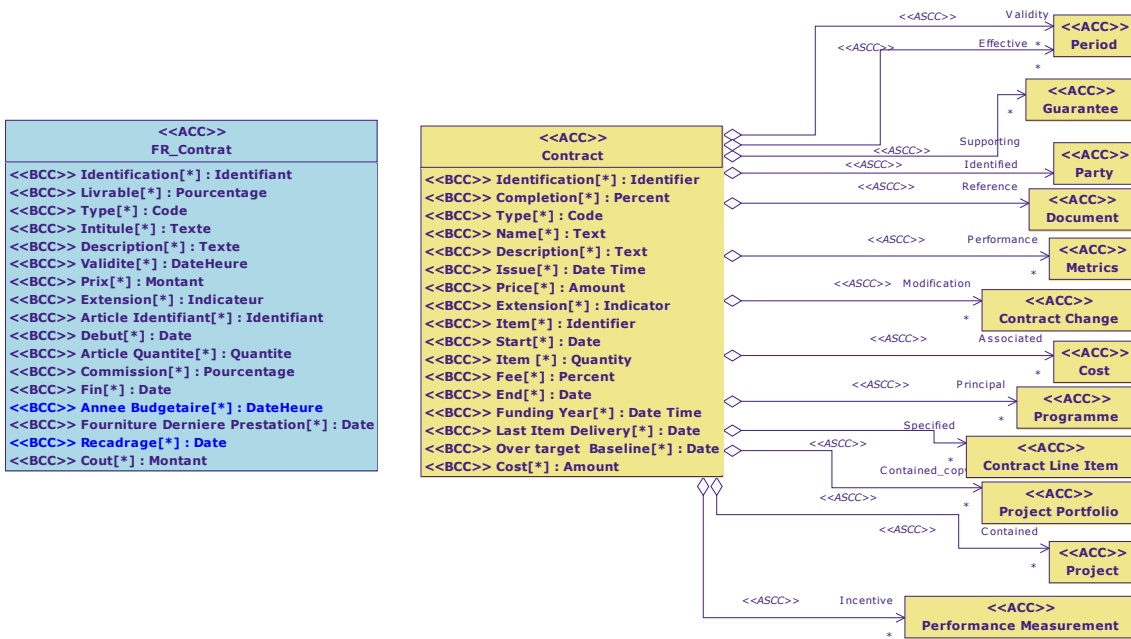 <<ACC>>
FR_Contrat
<<BCC>> Identification[*] : Identifiant
<<BCC>> Livrable[*] : Pourcentage
<<BCC>> Type[*] : Code
<<BCC>> Intitule[*] : Texte
<<BCC>> Description[*] : Texte
<<BCC>> Validite[*] : DateHeure
<<BCC>> Prix[*] : Montant
<<BCC>> Extension[*] : Indicateur
<<BCC>> Article Identifiant[*] : Identifiant
<<BCC>> Debut[*] : Date
<<BCC>> Article Quantite[*] : Quantite
<<BCC>> Commission[*] : Pourcentage
<<BCC>> Fin[*] : Date
<<BCC>> Annee Budgetaire[*] : DateHeure
<<BCC>> Fourniture Derniere Prestation[*] : Date
<<BCC>> Recadrage[*] : Date
<<BCC>> Cout[*] : Montant
<<ACC>>
Contract
<<BCC>> Identification[*] : Identifier
<<BCC>> Completion[*] : Percent
<<BCC>> Type[*] : Code
<<BCC>> Name[*] : Text
<<BCC>> Description[*] : Text
<<BCC>> Issue[*] : Date Time
<<BCC>> Price[*] : Amount
<<BCC>> Extension[*] : Indicator
<<BCC>> Item[*] : Identifier
<<BCC>> Start[*] : Date
<<BCC>> Item [*] : Quantity
<<BCC>> Fee[*] : Percent
<<BCC>> End[*] : Date
<<BCC>> Funding Year[*] : Date Time
<<BCC>> Last Item Delivery[*] : Date
<<BCC>> Over target  Baseline[*] : Date
<<BCC>> Cost[*] : Amount
<<ASCC>> Validity
*
<<ACC>>
Period
<<ASCC>> Effective
*
<<ACC>>
Guarantee
*
<<ASCC>> Supporting
<<ASCC>> Identified
<<ACC>>
Party
*
<<ASCC>> Reference
<<ACC>>
Document
<<ASCC>> Performance
*
<<ACC>>
Metrics
<<ASCC>> Modification
*
<<ACC>>
Contract Change
<<ASCC>> Associated
*
<<ACC>>
Cost
<<ASCC>> Principal
*
<<ACC>>
Programme
<<ASCC>> Specified
*
<<ACC>>
Contract Line Item
<<ASCC>> Contained_copy
*
<<ACC>>
Project Portfolio
<<ASCC>> Contained
*
<<ACC>>
Project
<<ASCC>> Incentive
*
<<ACC>>
Performance Measurement